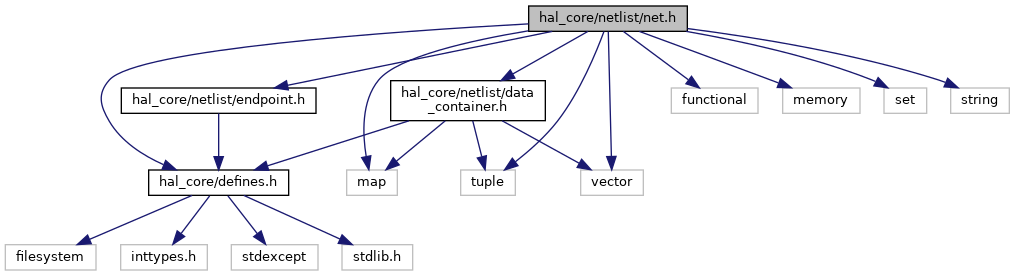 hal_core/netlist/net.h
hal_core/netlist/endpoint.h
hal_core/netlist/data
_container.h
functional
memory
set
string
hal_core/defines.h
map
tuple
vector
filesystem
inttypes.h
stdexcept
stdlib.h